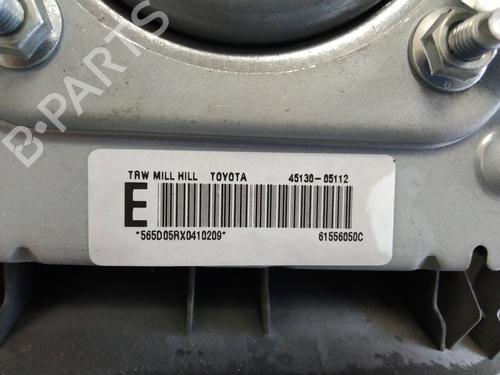 B-PARTS
TRW MILL HILL TOYOTA 45130-05112
E
*565D05RX0410209* 61556050C